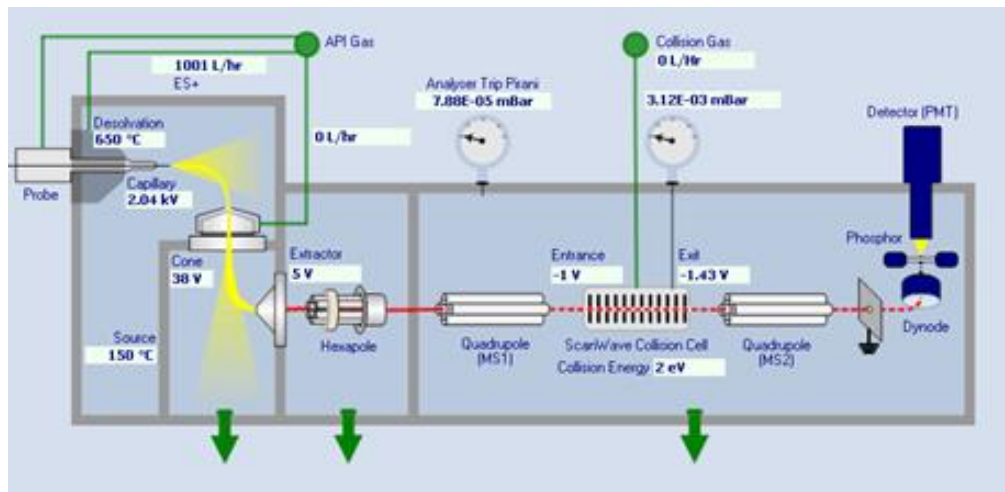 API Gas
1001 L/hr
ES+
Collision Gas
0 L/Hr
Analyser Trip Pirani
7.88E-05 mBar
3.12E-03 mBar
Detector (PMT)
Desolvation
650 °C
0 L/hr
Probe
Capillary
2.04 kV
Phosphor
Cone
38 V
Extractor
5 V
Entrance
-1 V
Exit
-1.43 V
Source
150 °C
Hexapole
Quadrupole
(MS1)
ScanWave Collision Cell
Collision Energy 2 eV
Quadrupole
(MS2)
Dynode